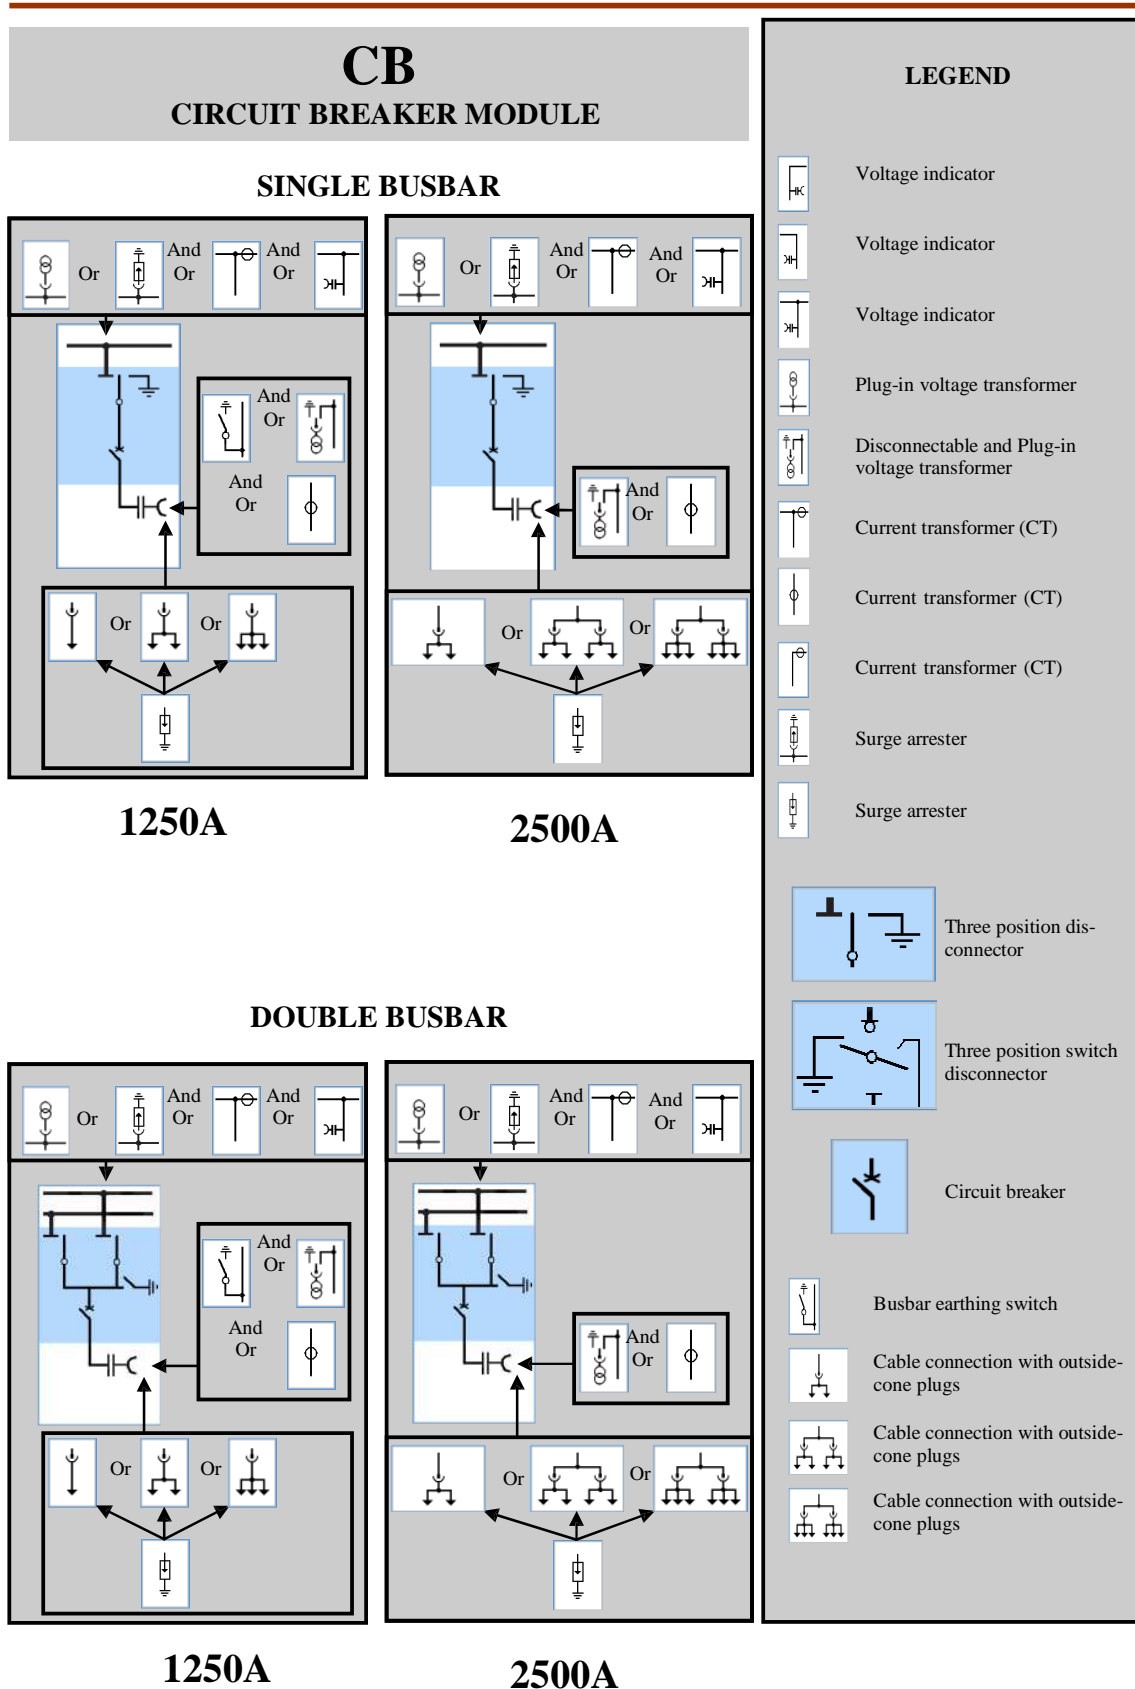 CB
CIRCUIT BREAKER MODULE
SINGLE BUSBAR
Or
And
Or
And
Or
And
Or
And
Or
Or
Or
1250A
Or
And
Or
And
Or
And
Or
Or
Or
2500A
DOUBLE BUSBAR
Or
And
Or
And
Or
And
Or
And
Or
Or
Or
1250A
Or
And
Or
And
Or
And
Or
Or
Or
2500A
LEGEND
Voltage indicator
Voltage indicator
Voltage indicator
Plug-in voltage transformer
Disconnectable and Plug-in
voltage transformer
Current transformer (CT)
Current transformer (CT)
Current transformer (CT)
Surge arrester
Surge arrester
Three position dis-
connector
Three position switch
disconnector
Circuit breaker
Busbar earthing switch
Cable connection with outside-
cone plugs
Cable connection with outside-
cone plugs
Cable connection with outside-
cone plugs